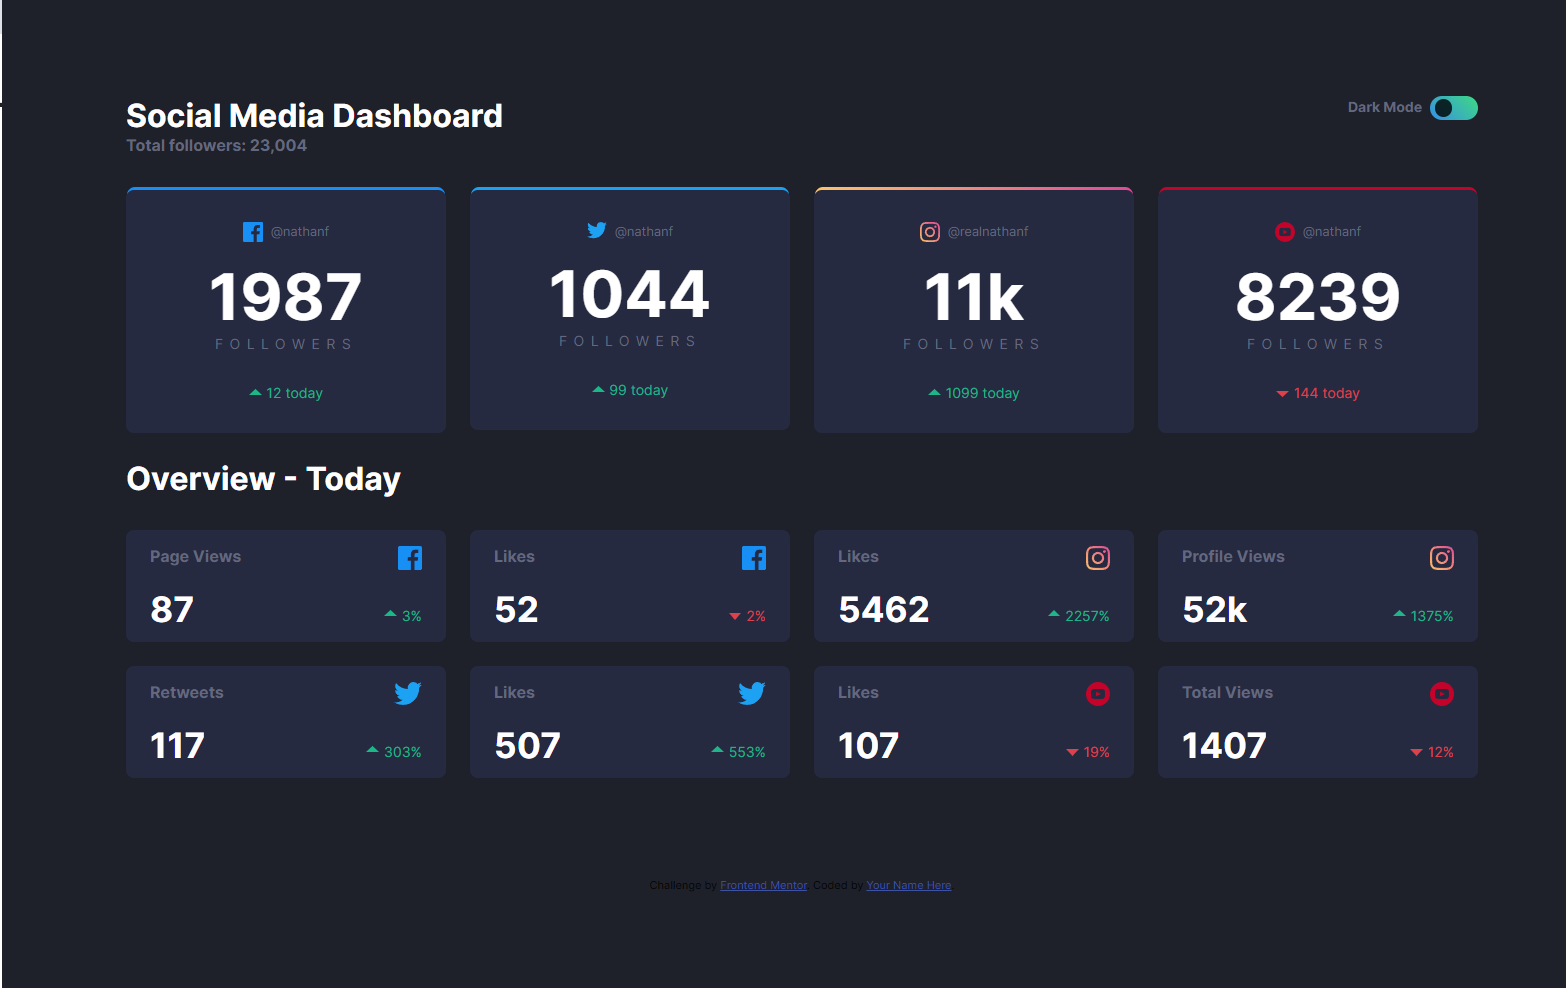 Social Media Dashboard
Total followers: 23,004
Dark Mode
@nathanf
1987
FOLLOWERS
12 today
@nathanf
1044
FOLLOWERS
99 today
@realnathanf
11k
FOLLOWERS
1099 today
@nathanf
8239
FOLLOWERS
144 today
Overview - Today
Page Views
87
3%
Likes
52
2%
Likes
5462
2257%
Profile Views
52k
1375%
Retweets
117
303%
Likes
507
553%
Likes
107
19%
Total Views
1407
12%
Challenge by Frontend Mentor. Coded by Your Name Here.